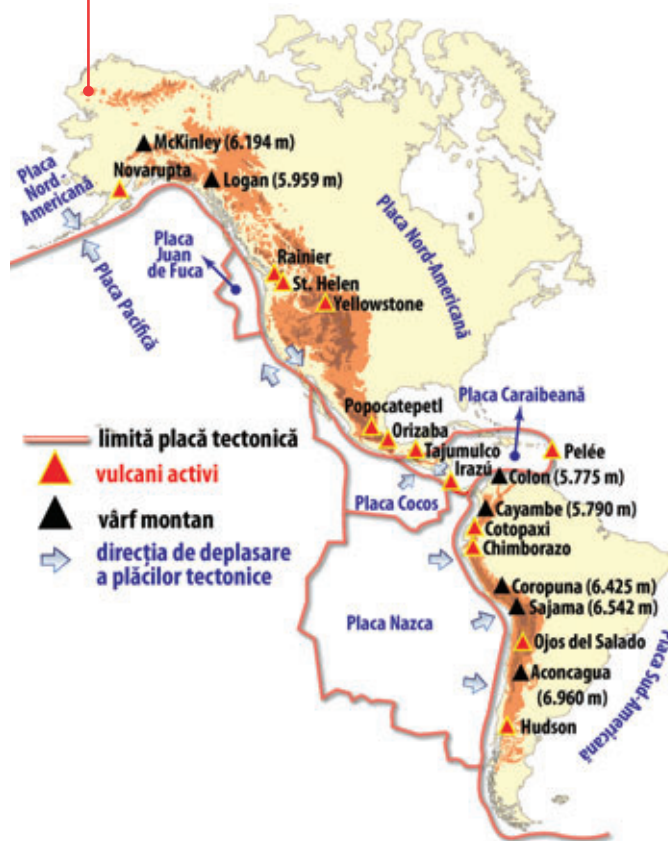 McKinley (6.194 m)
Placa
Nord-
Americană
Novarupta
Logan (5.959 m)
Placa
Juan
de Fuca
Placa Pacifică
Placa Nord-Americană
Rainier
St. Helen
Yellowstone
Placa Caraibeană
Popocatepetl
Orizaba
Tajumulco
Irazú
Pelée
limită placă tectonică
vulcani activi
vârf montan
direcția de deplasare
a plăcilor tectonice
Colon (5.775 m)
Placa Cocos
Cayambe (5.790 m)
Cotopaxi
Chimborazo
Coropuna (6.425 m)
Sajama (6.542 m)
Placa Nazca
Ojos del Salado
Aconcagua
(6.960 m)
Hudson
Placa Sud-Americană